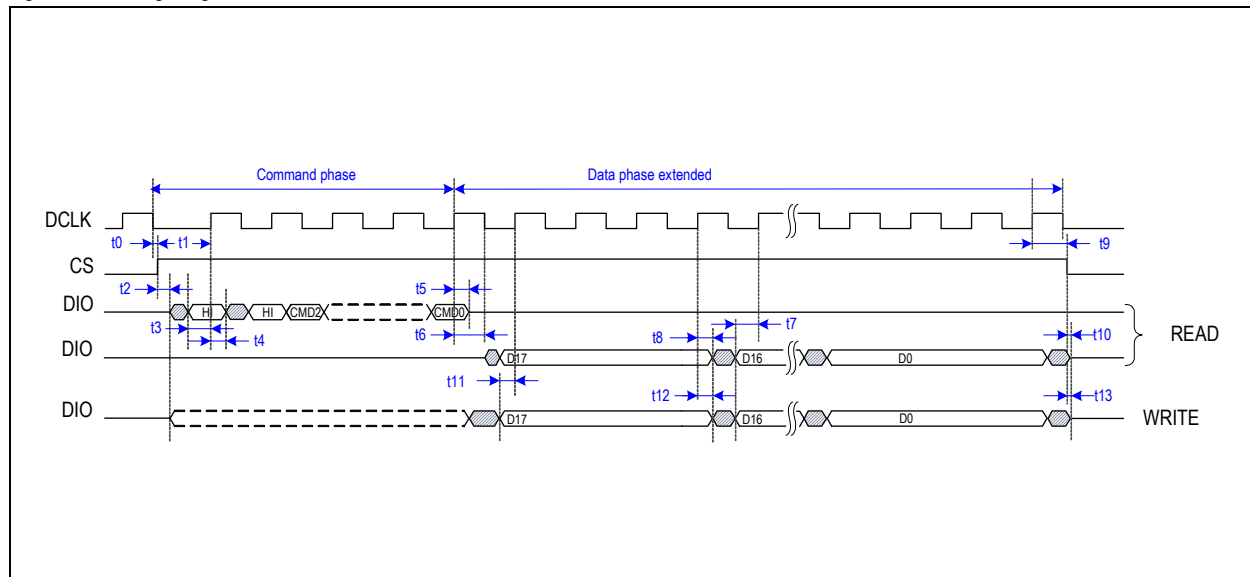 Command phase Data phase extended
DCLK
t0 t1 t9
CS
t2 t5
DIO HI HI CMD2 CMD0
t3 t4 t6 t8 t7 t10 READ
DIO D17 D16 D0
t11 t12 t13
DIO D17 D16 D0 WRITE